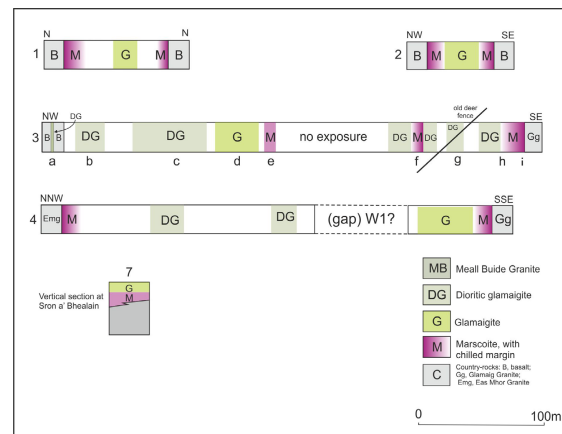 N N
1 B M G M B
NW SE
2 B M G M B
NW DG old deer
fence SE
3 B B DG DG G M no exposure DG M DG DG DG M Gg
a b c d e f g h i
NNW SSE
4 Emg M DG DG (gap) W1? G M Gg
7
Vertical section at
Sron a' Bhealain
G
M
MB Meall Buide Granite
DG Dioritic glamaigite
G Glamaigite
M Marscoite, with
chilled margin
C Country-rocks: B, basalt;
Gg, Glamaig Granite;
Emg, Eas Mhor Granite
0 100m